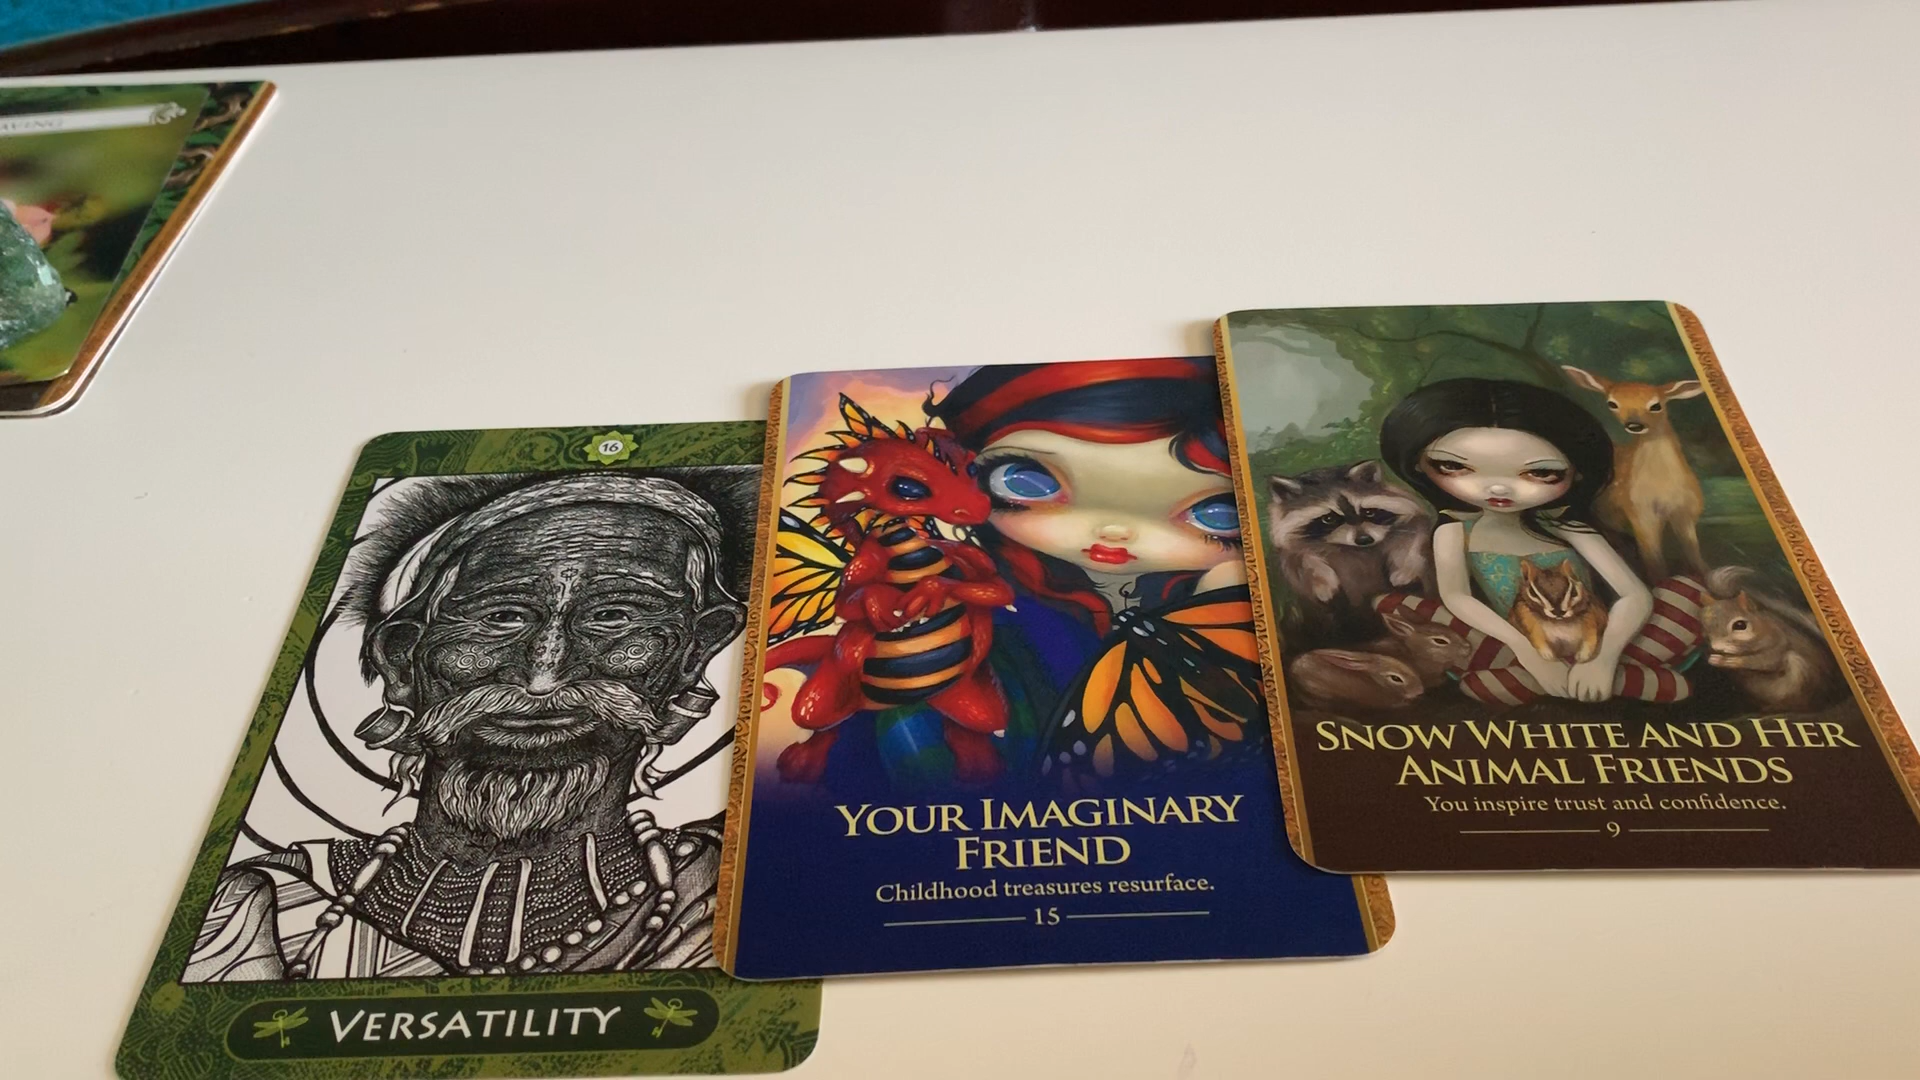 16
VERSATILITY
YOUR IMAGINARY
FRIEND
Childhood treasures resurface.
15
SNOW WHITE AND HER
ANIMAL FRIENDS
You inspire trust and confidence.
9